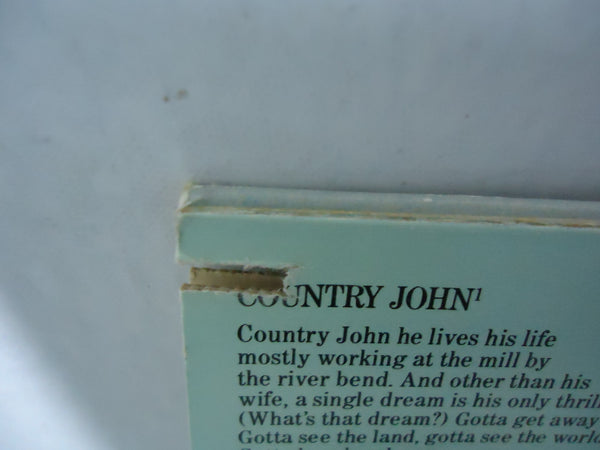 COUNTRY JOHN¹
Country John he lives his life
mostly working at the mill by
the river bend. And other than his
wife, a single dream is his only thrill
(What's that dream?) Gotta get away
Gotta see the land, gotta see the world